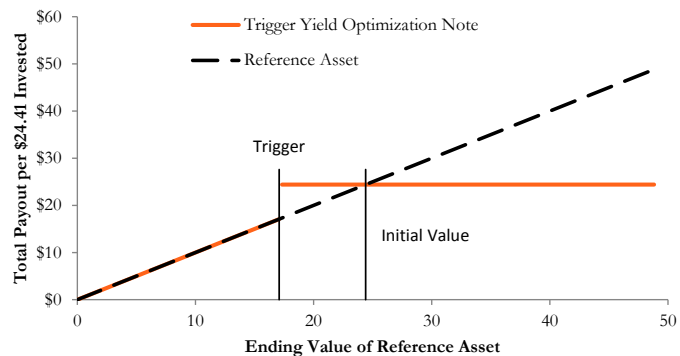 Total Payout per $24.41 Invested
$60
$50
$40
$30
$20
$10
$0
Trigger Yield Optimization Note
Reference Asset
Trigger
Initial Value
0
10
20
30
40
50
Ending Value of Reference Asset